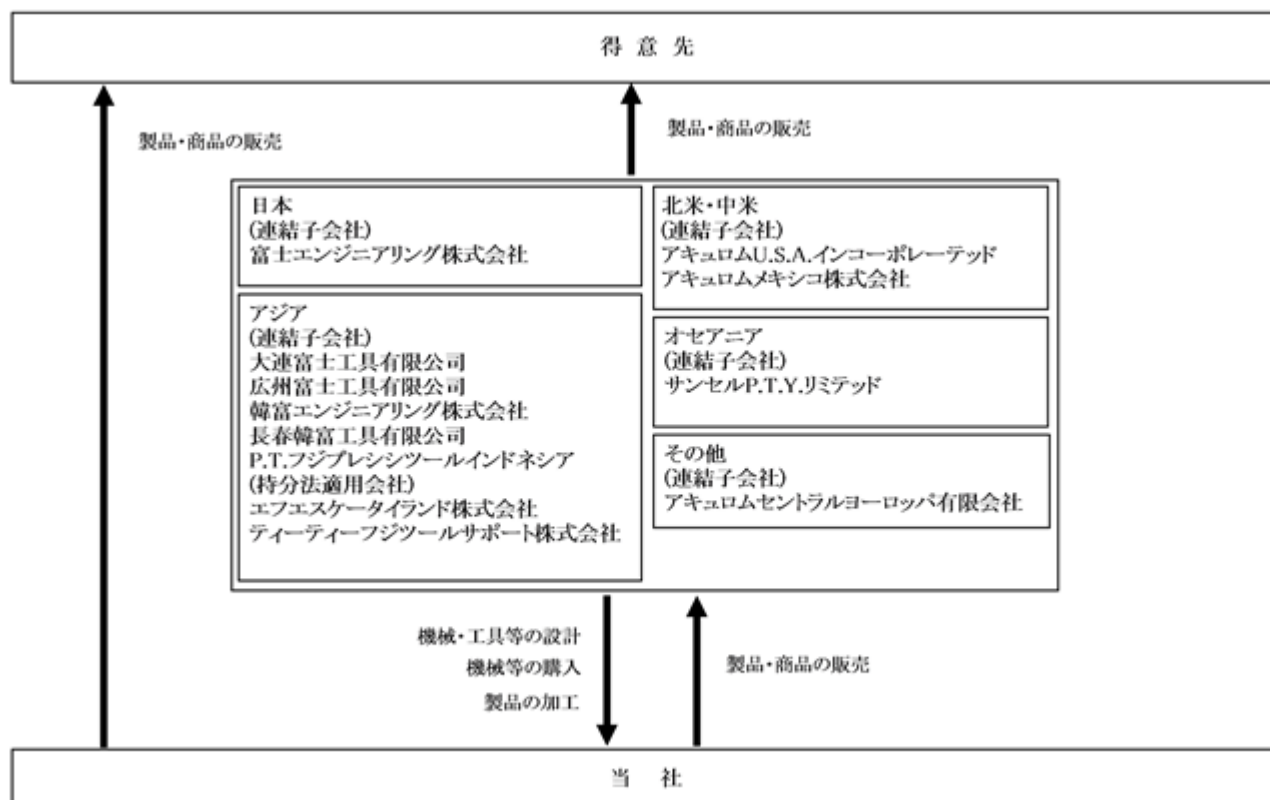 得意先
製品・商品の販売
製品・商品の販売
日本
(連結子会社)
富士エンジニアリング株式会社
アジア
(連結子会社)
大連富士工具有限公司
広州富士工具有限公司
韓富エンジニアリング株式会社
長春韓富工具有限公司
P.T.フジプレシシツールインドネシア
(持分法適用会社)
エフエスケータイランド株式会社
ティーティーフジツールサポート株式会社
北米・中米
(連結子会社)
アキュロムU.S.A.インコーポレーテッド
アキュロムメキシコ株式会社
オセアニア
(連結子会社)
サンセルP.T.Y.リミテッド
その他
(連結子会社)
アキュロムセントラルヨーロッパ有限会社
機械・工具等の設計
機械等の購入
製品の加工
製品・商品の販売
当社